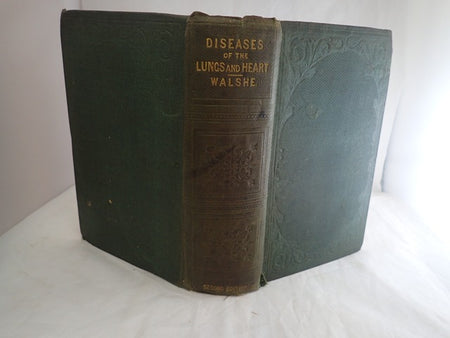 DISEASES
OF THE
LUNGS AND HEART
WALSHE
SECOND EDITION